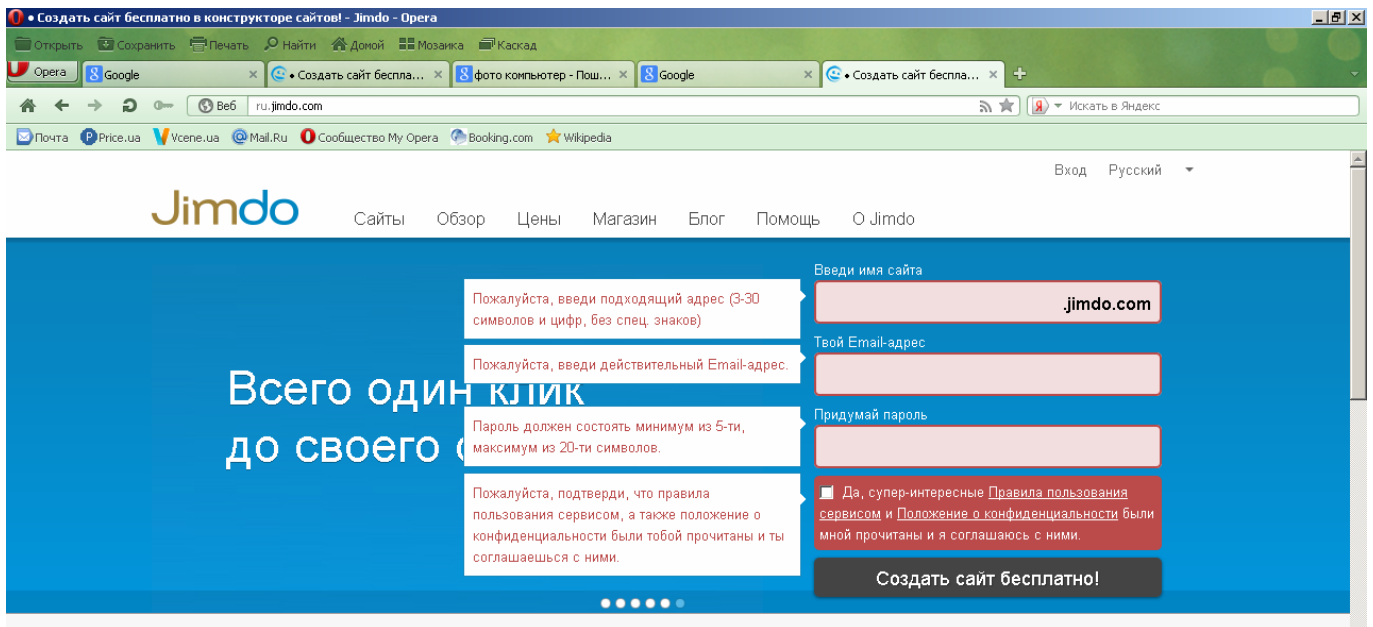 • Создать сайт бесплатно в конструкторе сайтов! - Jimdo - Opera
Открыть Сохранить Печать Найти Домой Мозаика Каскад
Opera Google • Создать сайт беспла... фото компьютер - Пош... Google • Создать сайт беспла...
Веб ru.jimdo.com Искать в Яндекс
Почта Price.ua Vcene.ua Mail.Ru Сообщество My Opera Booking.com Wikipedia
Вход Русский
Jimdo Сайты Обзор Цены Магазин Блог Помощь О Jimdo
Введи имя сайта
Пожалуйста, введи подходящий адрес (3-30
символов и цифр, без спец. знаков)
.jimdo.com
Твой Email-адрес
Пожалуйста, введи действительный Email-адрес.
Всего один клик
до своего
Придумай пароль
Пароль должен состоять минимум из 5-ти,
максимум из 20-ти символов.
Пожалуйста, подтверди, что правила
пользования сервисом, а также положение о
конфиденциальности были тобой прочитаны и ты
соглашаешься с ними.
Да, супер-интересные Правила пользования
сервисом и Положение о конфиденциальности были
мной прочитаны и я соглашаюсь с ними.
Создать сайт бесплатно!